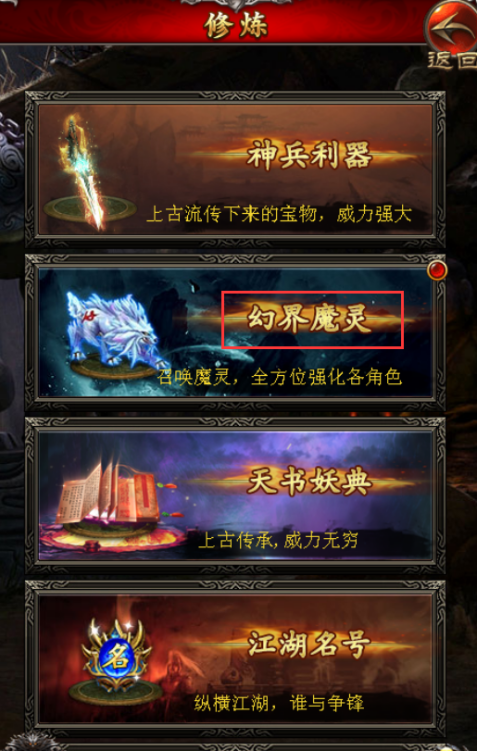 修炼
返回
神兵利器
上古流传下来的宝物，威力强大
幻界魔灵
召唤魔灵，全方位强化各角色
天书妖典
上古传承,威力无穷
江湖名号
名
纵横江湖，谁与争锋